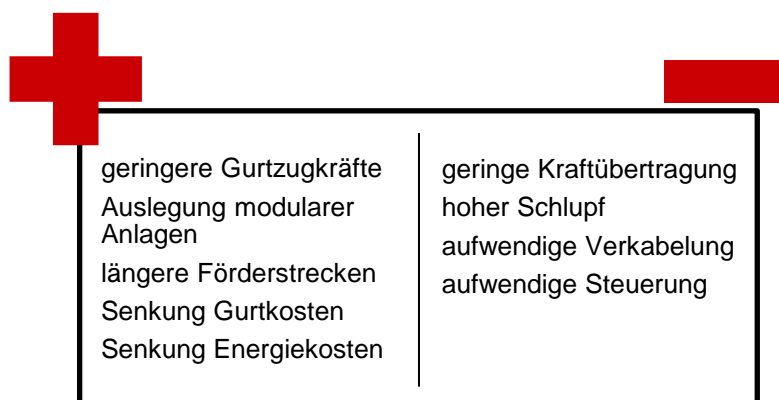 geringere Gurtzugkräfte
Auslegung modularer
Anlagen
längere Förderstrecken
Senkung Gurtkosten
Senkung Energiekosten
geringe Kraftübertragung
hoher Schlupf
aufwendige Verkabelung
aufwendige Steuerung